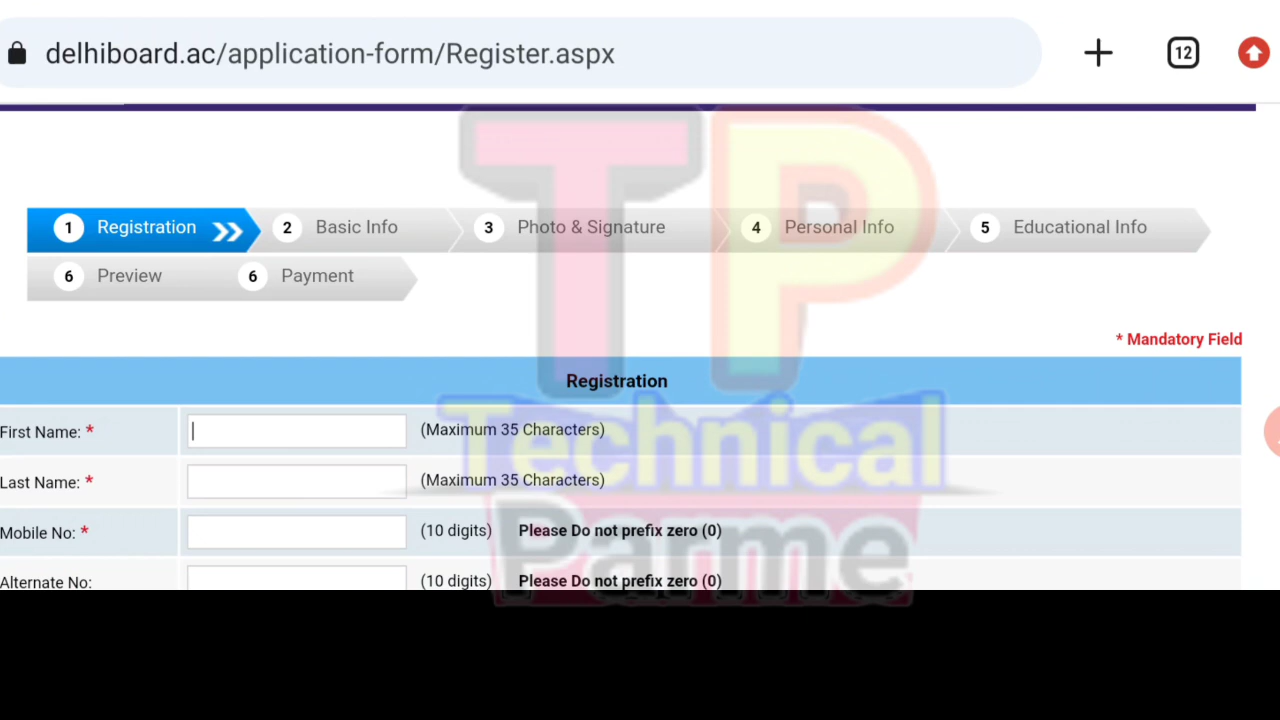 delhiboard.ac/application-form/Register.aspx
12
1 Registration 2 Basic Info 3 Photo & Signature 4 Personal Info 5 Educational Info
6 Preview 6 Payment
* Mandatory Field
Registration
First Name: * (Maximum 35 Characters)
Last Name: * (Maximum 35 Characters)
Mobile No: * (10 digits) Please Do not prefix zero (0)
Alternate No: (10 digits) Please Do not prefix zero (0)
TP
Technical
Parme